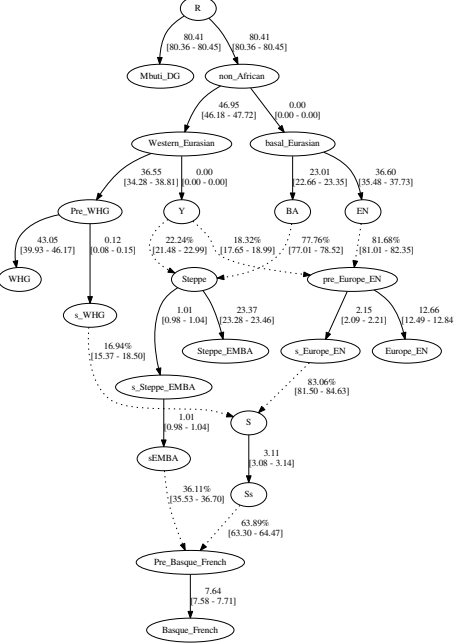 R
80.41
[80.36 - 80.45]
80.41
[80.36 - 80.45]
Mbuti_DG
non_African
46.95
[46.18 - 47.72]
0.00
[0.00 - 0.00]
Western_Eurasian
basal_Eurasian
36.55
[34.28 - 38.81]
0.00
[0.00 - 0.00]
23.01
[22.66 - 23.35]
36.60
[35.48 - 37.73]
Pre_WHG
Y
BA
EN
43.05
[39.93 - 46.17]
0.12
[0.08 - 0.15]
22.24%
[21.48 - 22.99]
18.32%
[17.65 - 18.99]
77.76%
[77.01 - 78.52]
81.68%
[81.01 - 82.35]
WHG
Steppe
pre_Europe_EN
s_WHG
1.01
[0.98 - 1.04]
23.37
[23.28 - 23.46]
2.15
[2.09 - 2.21]
12.66
[12.49 - 12.84
Steppe_EMBA
s_Europe_EN
Europe_EN
16.94%
[15.37 - 18.50]
s_Steppe_EMBA
83.06%
[81.50 - 84.63]
1.01
[0.98 - 1.04]
S
sEMBA
3.11
[3.08 - 3.14]
36.11%
[35.53 - 36.70]
Ss
63.89%
[63.30 - 64.47]
Pre_Basque_French
7.64
[7.58 - 7.71]
Basque_French